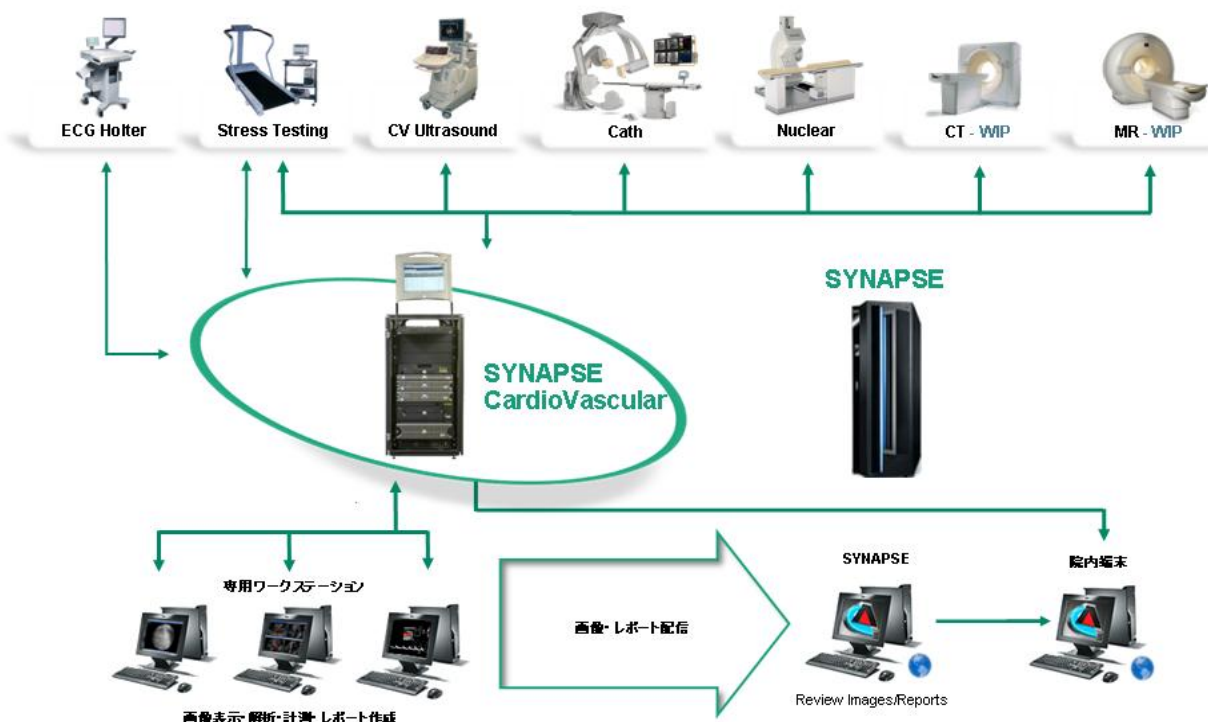 ECG Holter
Stress Testing
CV Ultrasound
Cath
Nuclear
CT - WIP
MR - WIP
SYNAPSE
SYNAPSE
CardioVascular
専用ワークステーション
画像表示・解析・計測・レポート作成
画像・レポート配信
SYNAPSE
Review Images/Reports
院内端末